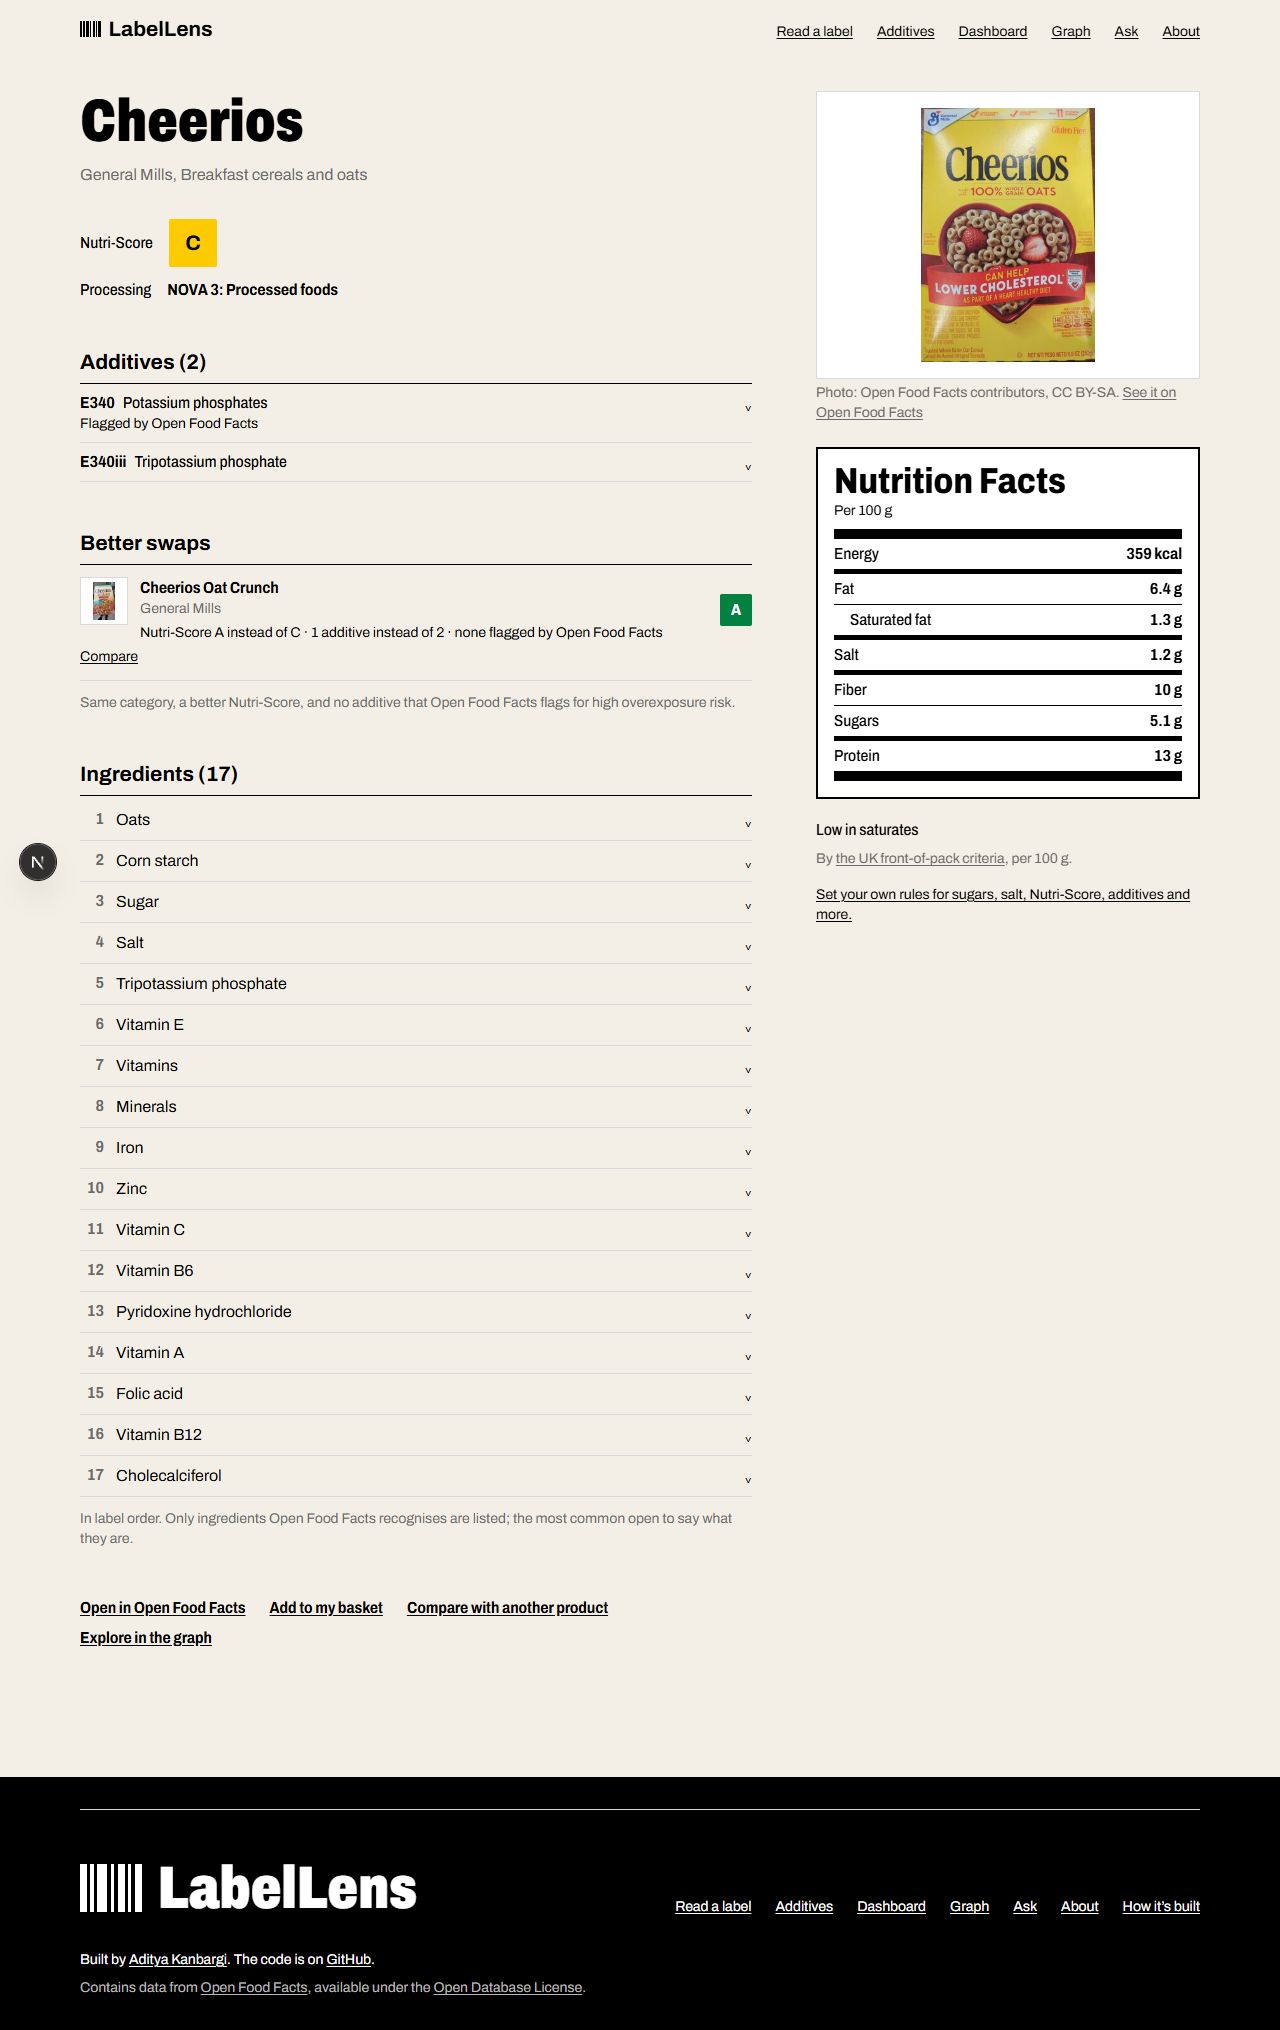 LabelLens
Read a label Additives Dashboard Graph Ask About
Cheerios
General Mills, Breakfast cereals and oats
Nutri-Score C
Processing NOVA 3: Processed foods
Additives (2)
E340 Potassium phosphates v
Flagged by Open Food Facts
E340iii Tripotassium phosphate v
Better swaps
Cheerios Oat Crunch
General Mills
A
Nutri-Score A instead of C · 1 additive instead of 2 · none flagged by Open Food Facts
Compare
Same category, a better Nutri-Score, and no additive that Open Food Facts flags for high overexposure risk.
Ingredients (17)
1 Oats v
2 Corn starch v
3 Sugar v
4 Salt v
5 Tripotassium phosphate v
6 Vitamin E v
7 Vitamins v
8 Minerals v
9 Iron v
10 Zinc v
11 Vitamin C v
12 Vitamin B6 v
13 Pyridoxine hydrochloride v
14 Vitamin A v
15 Folic acid v
16 Vitamin B12 v
17 Cholecalciferol v
In label order. Only ingredients Open Food Facts recognises are listed; the most common open to say what
they are.
Open in Open Food Facts Add to my basket Compare with another product
Explore in the graph
N
General
Mills
Gluten Free
Cheerios
100% WHOLE GRAIN OATS
CAN HELP
LOWER CHOLESTEROL
AS PART OF A HEART HEALTHY DIET
Photo: Open Food Facts contributors, CC BY-SA. See it on
Open Food Facts
Nutrition Facts
Per 100 g
Energy 359 kcal
Fat 6.4 g
Saturated fat 1.3 g
Salt 1.2 g
Fiber 10 g
Sugars 5.1 g
Protein 13 g
Low in saturates
By the UK front-of-pack criteria, per 100 g.
Set your own rules for sugars, salt, Nutri-Score, additives and
more.
LabelLens
Read a label Additives Dashboard Graph Ask About How it's built
Built by Aditya Kanbargi. The code is on GitHub.
Contains data from Open Food Facts, available under the Open Database License.